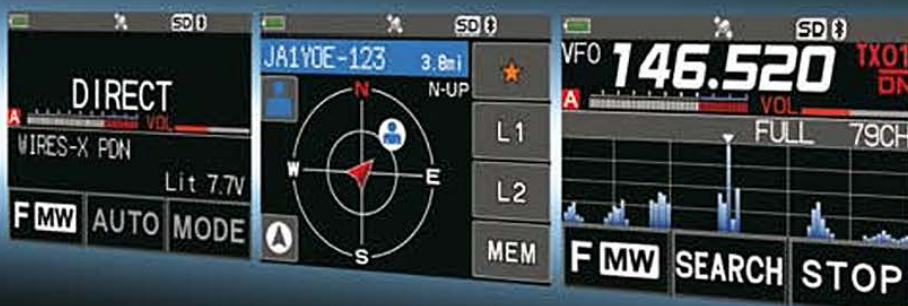 SD
DIRECT
A
VOL
WIRES-X PDN
Lit 7.7V
F MW AUTO MODE
SD
JA1YOE-123 3.8mi
N-UP
N
W E
S
L1
L2
MEM
SD
VFO 146.520 TX01
ON
A VOL
FULL 79CH
F MW SEARCH STOP